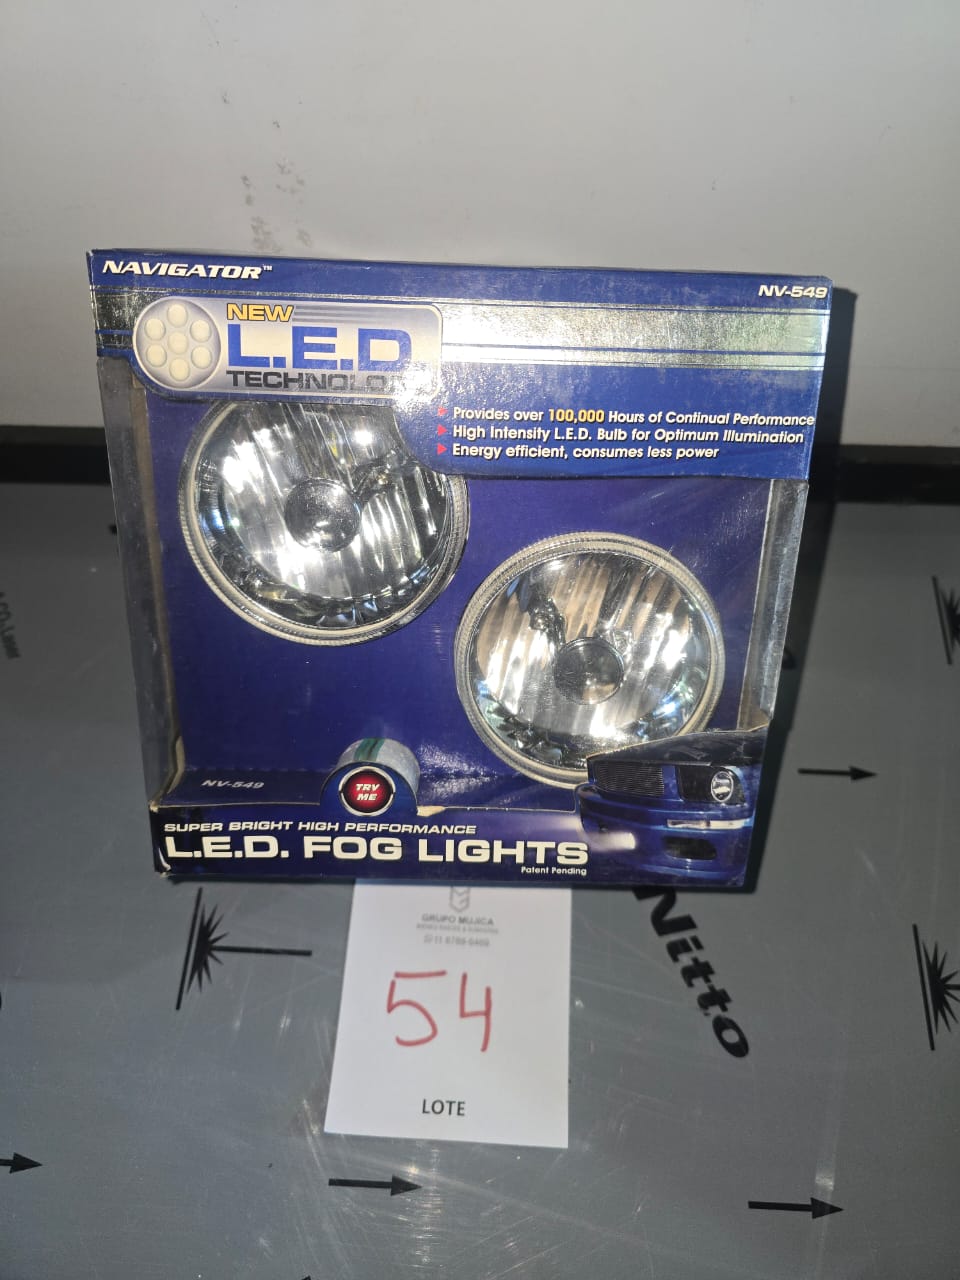 NAVIGATOR™
NV-549
NEW
L.E.D
TECHNOLO
Provides over 100,000 Hours of Continual Performance
High Intensity L.E.D. Bulb for Optimum Illumination
Energy efficient, consumes less power
NV-549
TRY
ME
SUPER BRIGHT HIGH PERFORMANCE
L.E.D. FOG LIGHTS
Patent Pending
GRUPO MUJICA
54
LOTE
Nitto